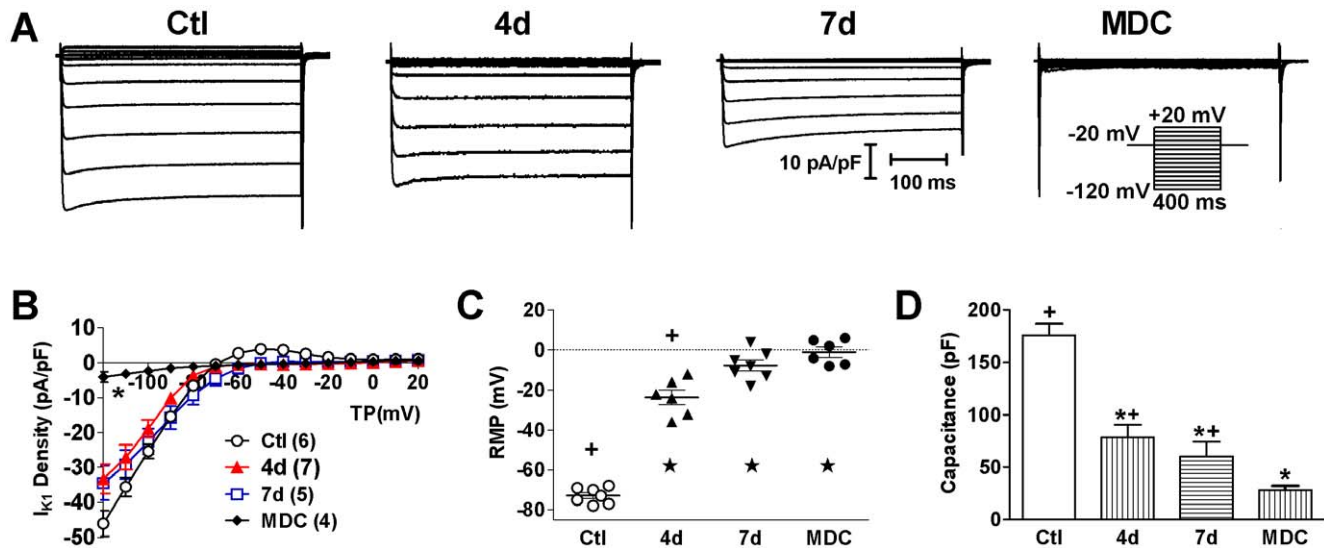 A
Ctl
4d
7d
MDC
10 pA/pF
100 ms
+20 mV
-20 mV
-120 mV
400 ms
B
I_K1 Density (pA/pF)
10
0
-10
-20
-30
-40
-50
-100
-80
-60
-40
-20
0
20
TP(mV)
*
Ctl (6)
4d (7)
7d (5)
MDC (4)
C
RMP (mV)
20
0
-20
-40
-60
-80
+
+
★ ★ ★
Ctl 4d 7d MDC
D
Capacitance (pF)
200
150
100
50
0
+
*+
*+
*
Ctl 4d 7d MDC